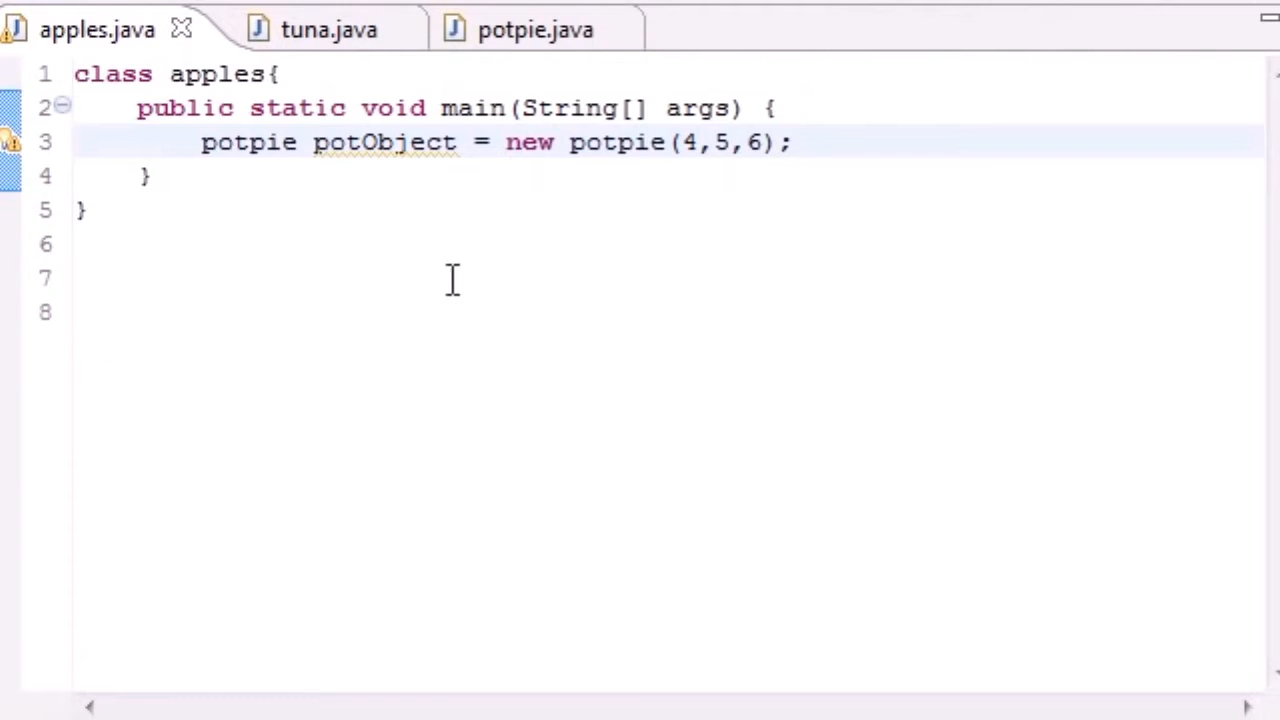 apples.java tuna.java potpie.java
1 class apples{
2 public static void main(String[] args) {
3 potpie potObject = new potpie(4,5,6);
4 }
5 }
6
7
8